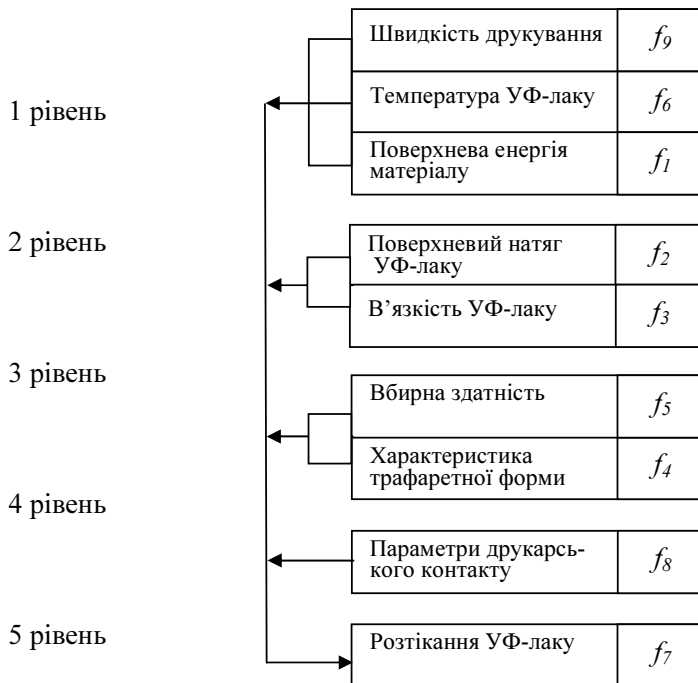 Швидкість друкування f9
1 рівень
Температура УФ-лаку f6
Поверхнева енергія
матеріалу f1
2 рівень
Поверхневий натяг
УФ-лаку f2
В’язкість УФ-лаку f3
3 рівень
Вбирна здатність f5
Характеристика
трафаретної форми f4
4 рівень
Параметри друкарсь-
кого контакту f8
5 рівень
Розтікання УФ-лаку f7